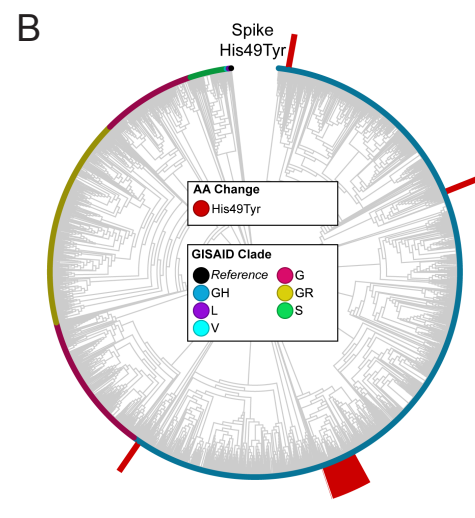 B
Spike
His49Tyr
AA Change
His49Tyr
GISAID Clade
Reference
G
GH
GR
L
S
V